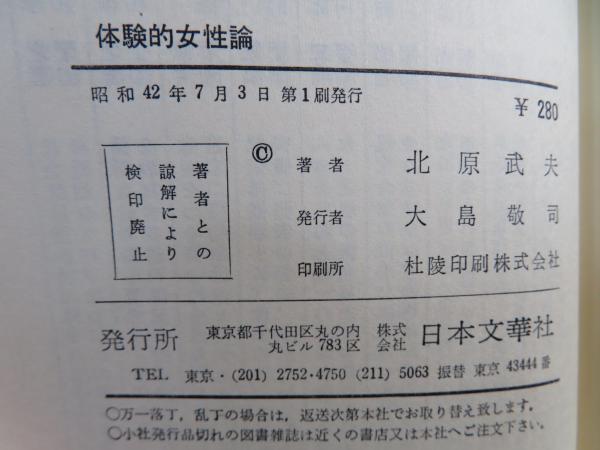 体験的女性論
昭和42年7月3日 第1刷発行
¥280
著者との
諒解により
検印廃止
© 著者 北原武夫
発行者 大島敬司
印刷所 杜陵印刷株式会社
発行所 東京都千代田区丸の内 丸ビル783区 株式会社 日本文華社
TEL 東京・(201) 2752・4750 (211) 5063 振替 東京 43444番
○万一落丁,乱丁の場合は,返送次第本社でお取り替え致します。
○小社発行品切れの図書雑誌は近くの書店又は本社へご注文下さい。